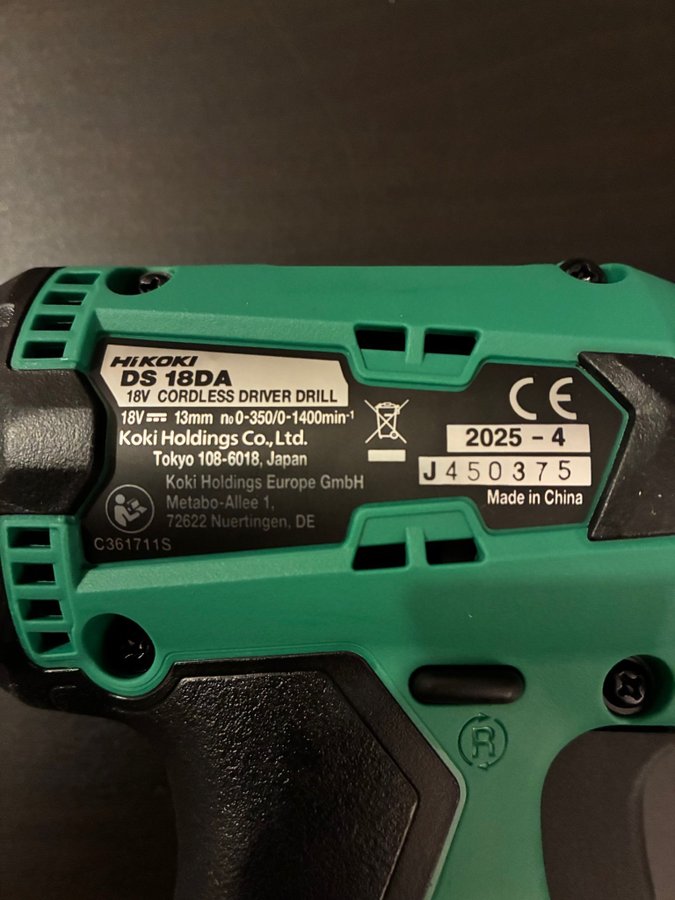 HiKOKI
DS 18DA
18V CORDLESS DRIVER DRILL
18V⎓ 13mm n₀0-350/0-1400min⁻¹
Koki Holdings Co.,Ltd.
Tokyo 108-6018, Japan
Koki Holdings Europe GmbH
Metabo-Allee 1,
72622 Nuertingen, DE
C361711S
CE
2025 - 4
J450375
Made in China
R